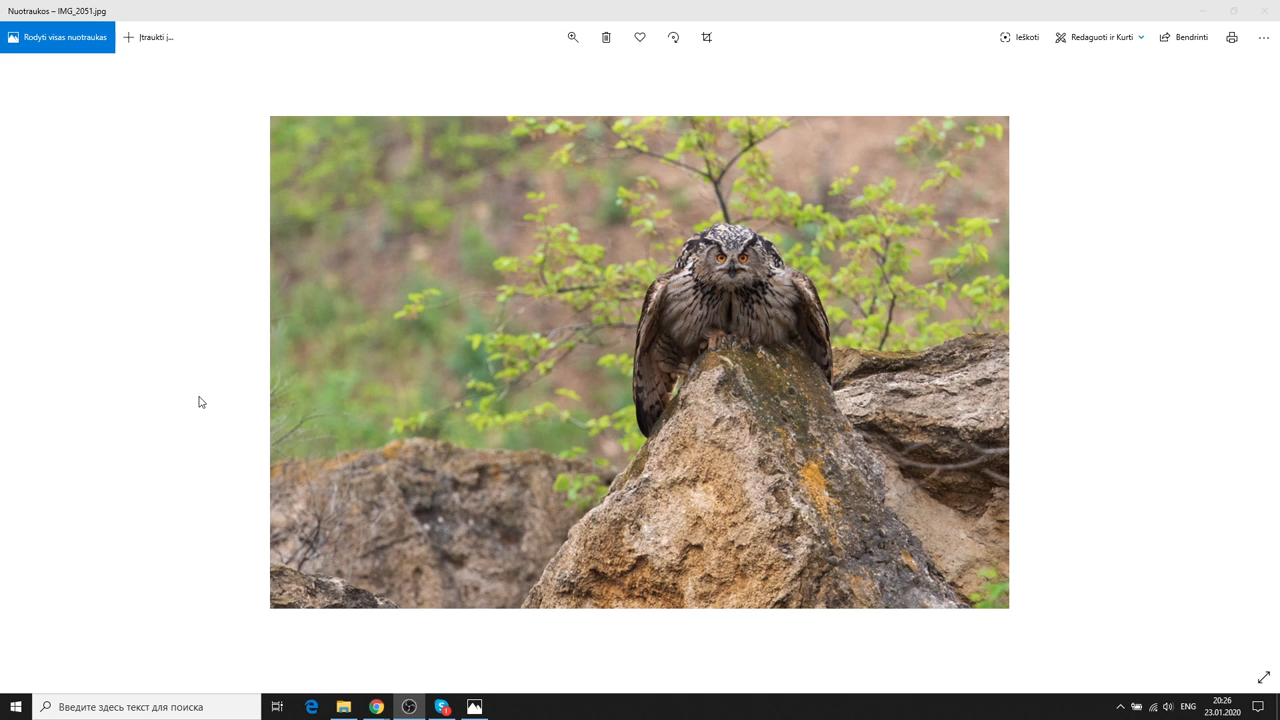 Nuotraukos – IMG_2051.jpg
Rodyti visas nuotraukas
Įtraukti į...
Ieškoti
Redaguoti ir Kurti
Bendrinti
Введите здесь текст для поиска
ENG
20:26
23.01.2020